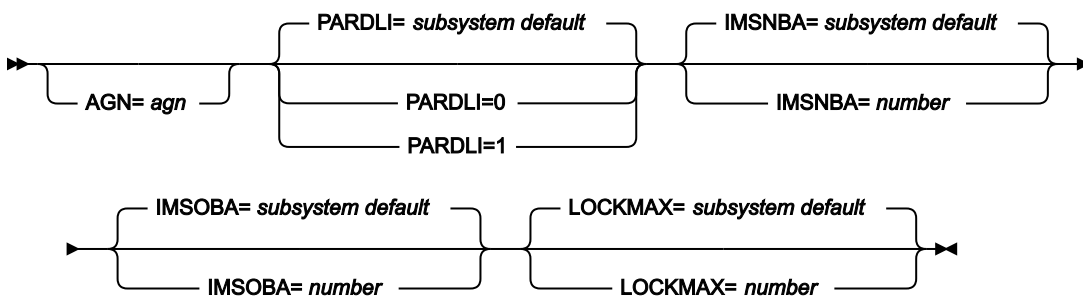 PARDLI= subsystem default
IMSNBA= subsystem default
AGN= agn
PARDLI=0
IMSNBA= number
PARDLI=1
IMSOBA= subsystem default
LOCKMAX= subsystem default
IMSOBA= number
LOCKMAX= number